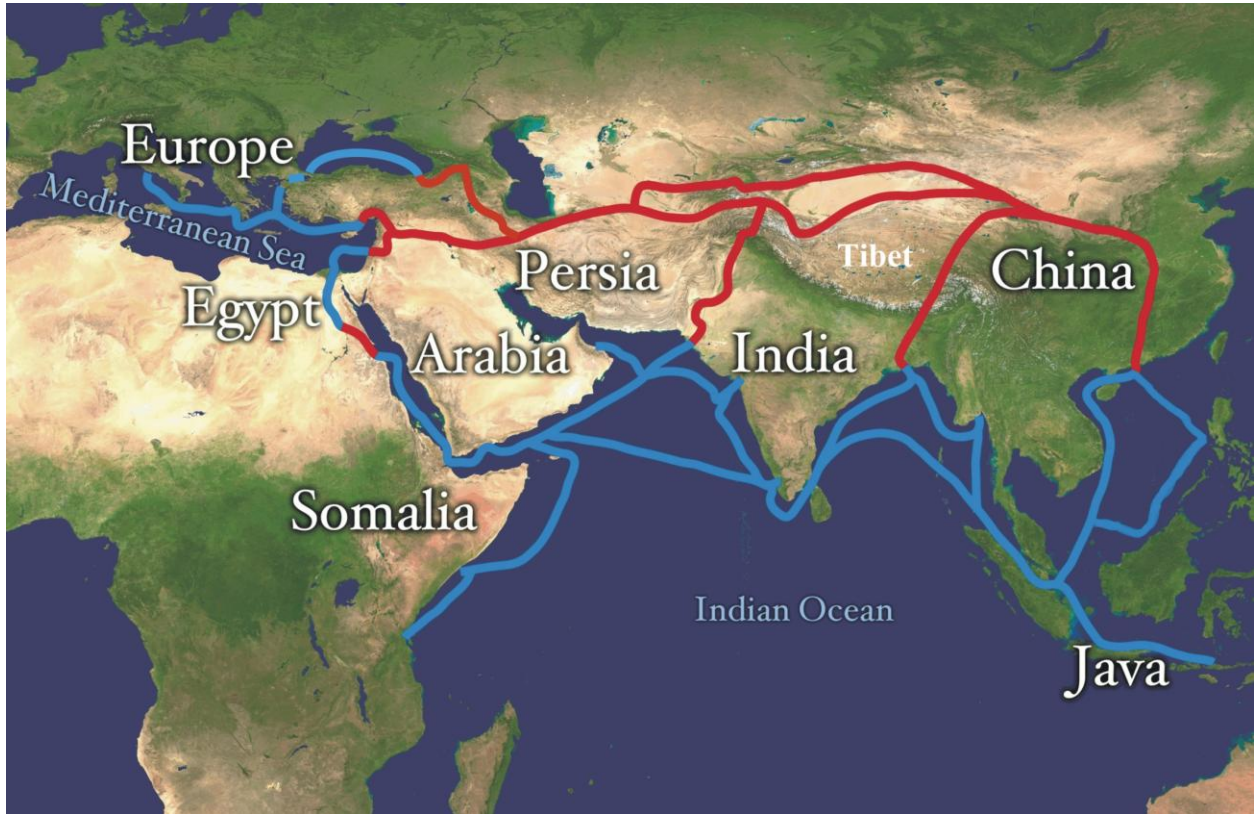 Europe
Mediterranean Sea
Tibet
China
Persia
Egypt
Arabia
India
Somalia
Indian Ocean
Java